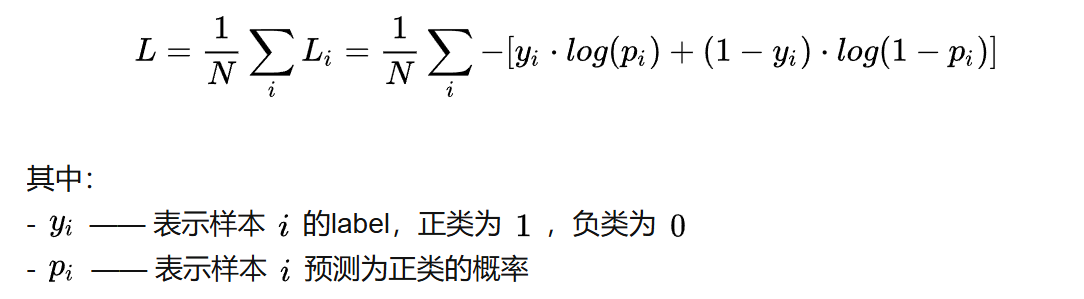 L = \frac{1}{N} \sum_{i} L_i = \frac{1}{N} \sum_{i} -[y_i \cdot log(p_i) + (1 - y_i) \cdot log(1 - p_i)]
其中：
- y_i —— 表示样本 i 的label，正类为 1 ，负类为 0
- p_i —— 表示样本 i 预测为正类的概率